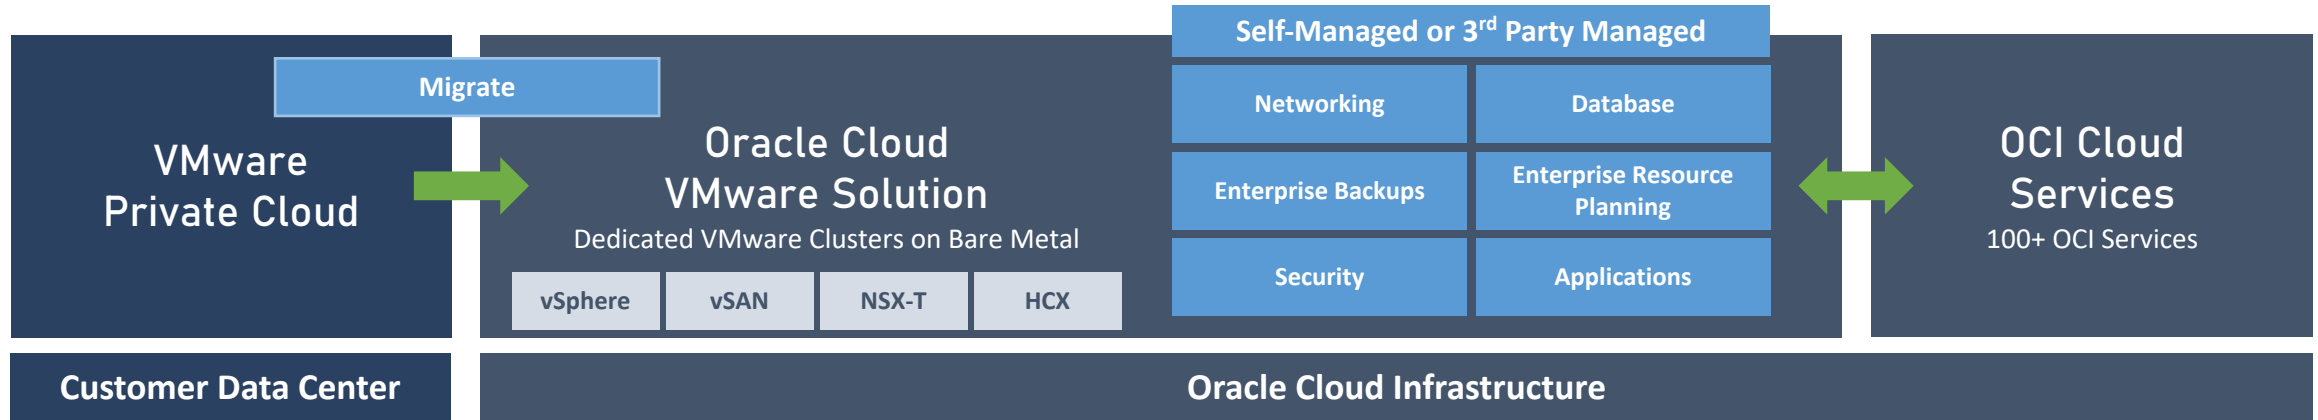 Self-Managed or 3rd Party Managed
Migrate
VMware
Private Cloud
Oracle Cloud
VMware Solution
Dedicated VMware Clusters on Bare Metal
vSphere
vSAN
NSX-T
HCX
Networking
Database
Enterprise Backups
Enterprise Resource
Planning
Security
Applications
OCI Cloud
Services
100+ OCI Services
Customer Data Center
Oracle Cloud Infrastructure